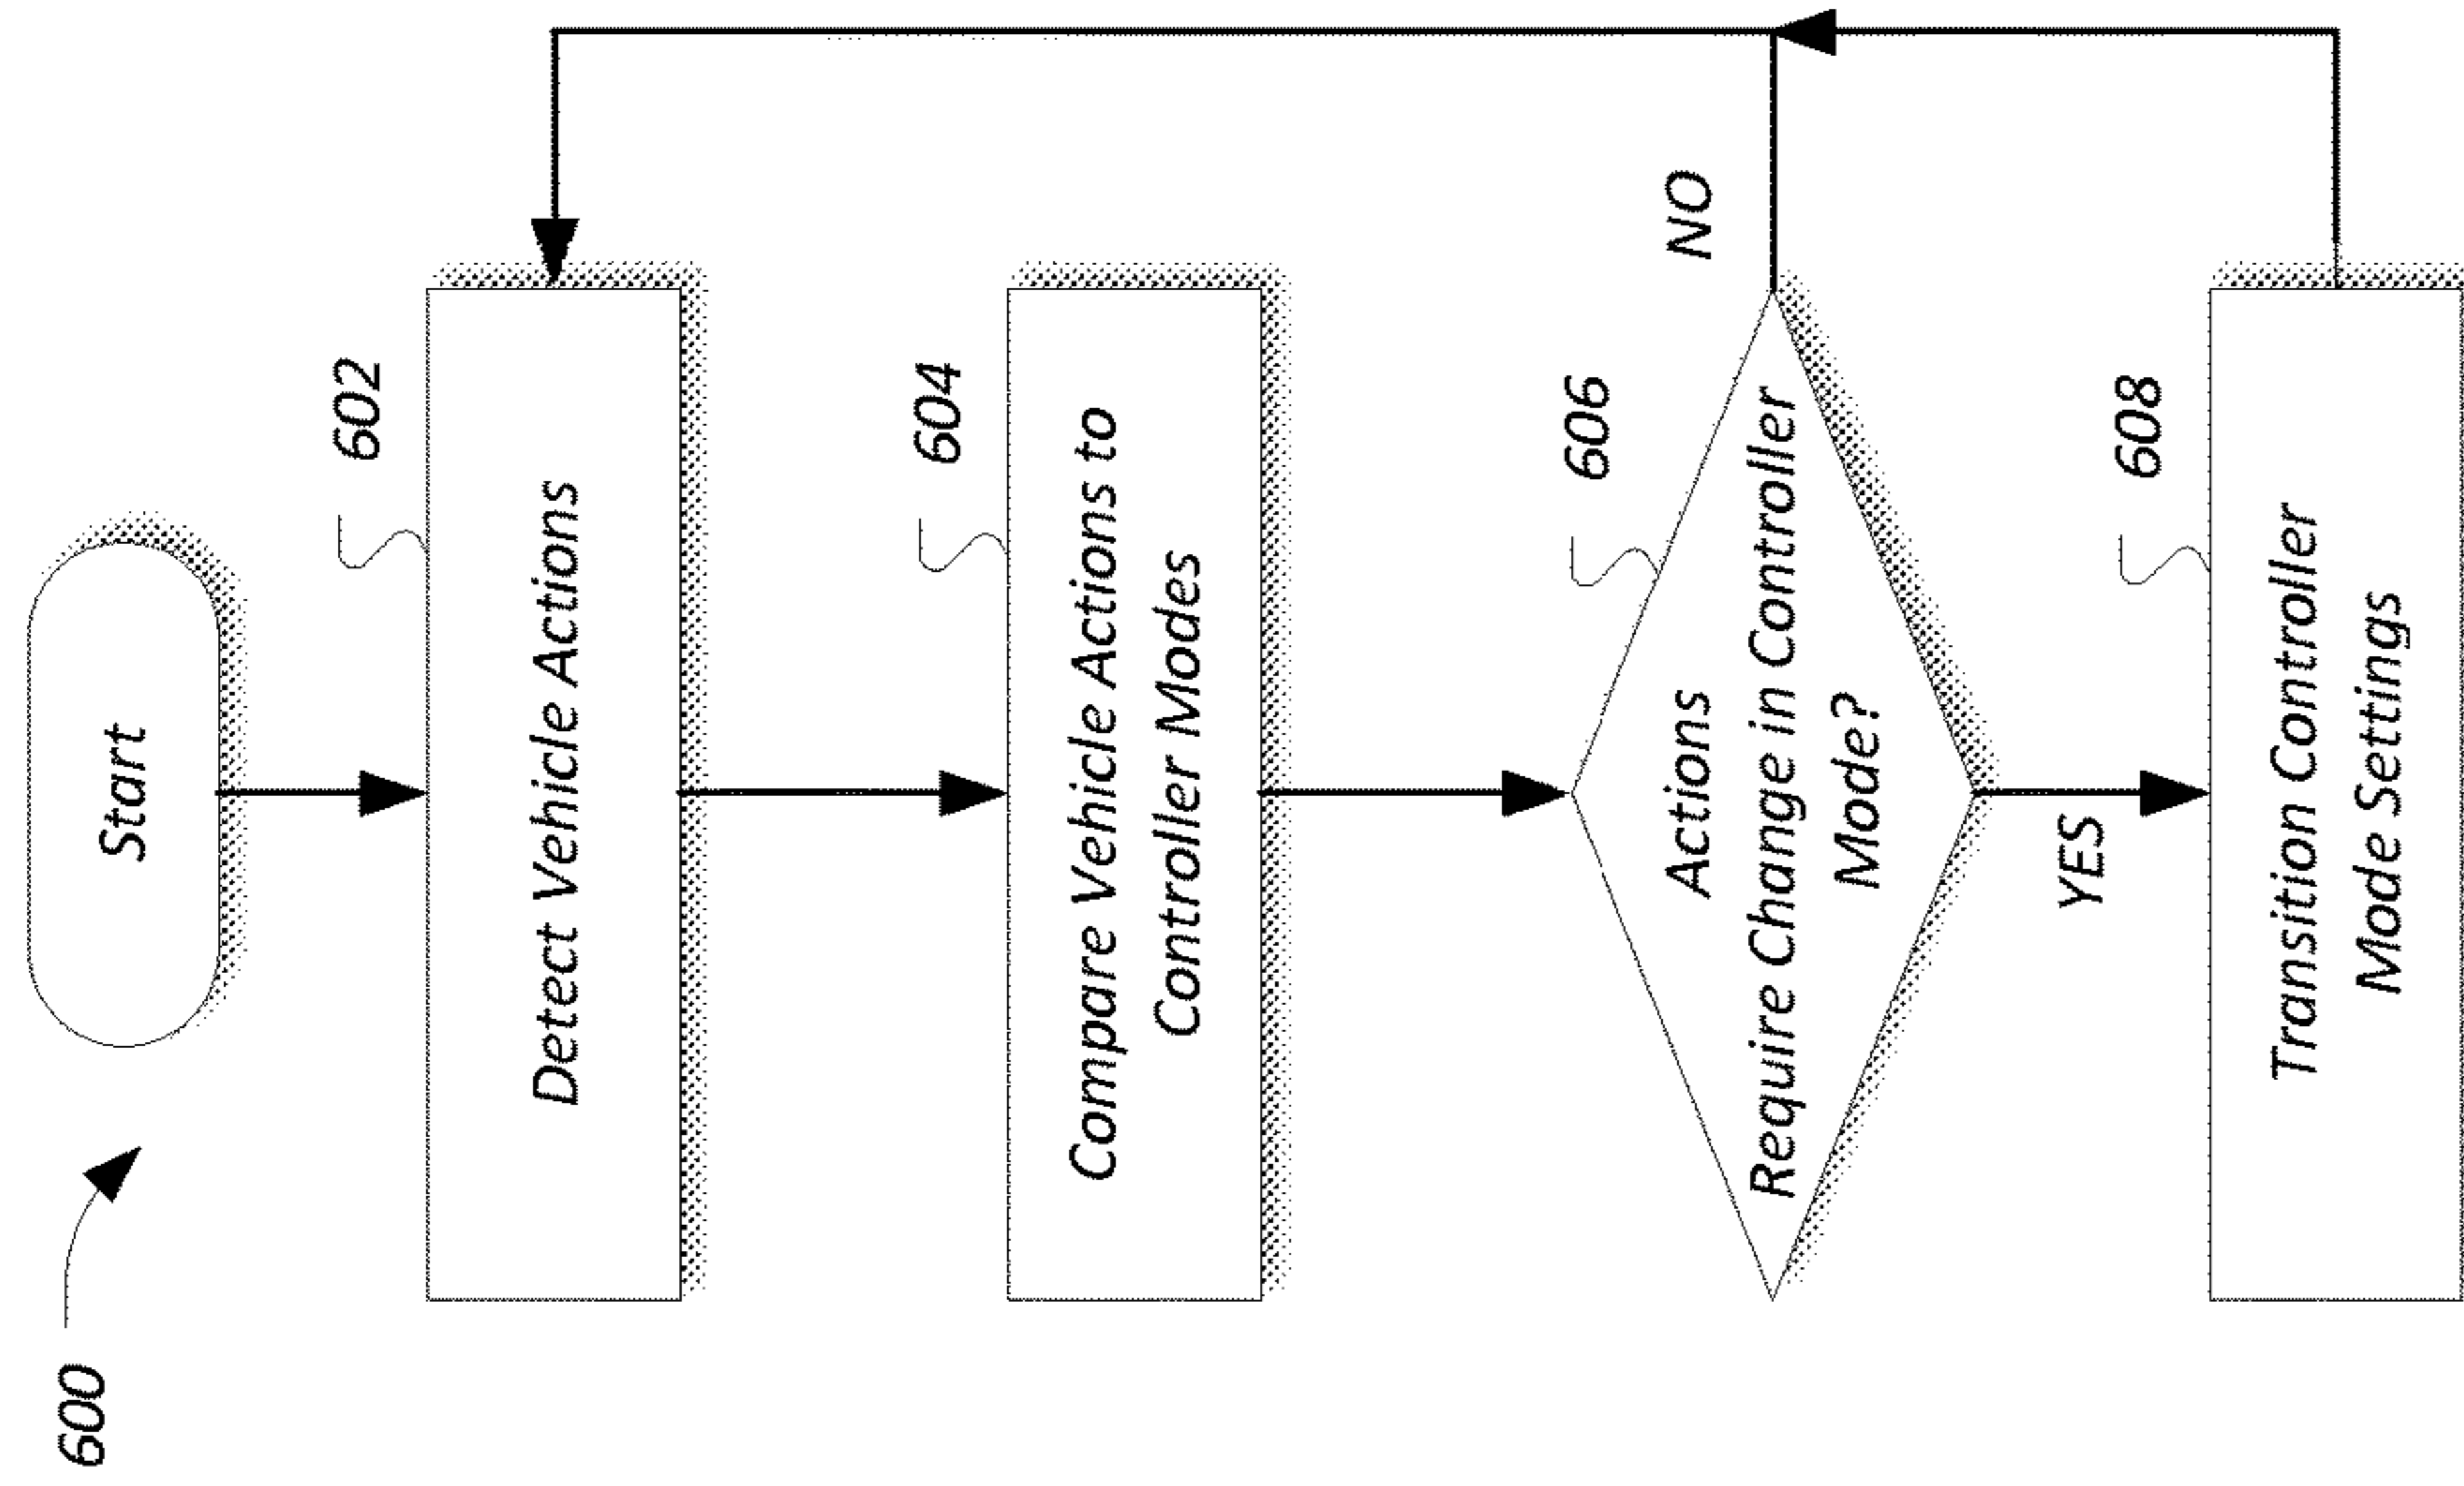 600
Start
602
Detect Vehicle Actions
604
Compare Vehicle Actions to
Controller Modes
606
Actions
Require Change in Controller
Mode?
NO
YES
608
Transition Controller
Mode Settings